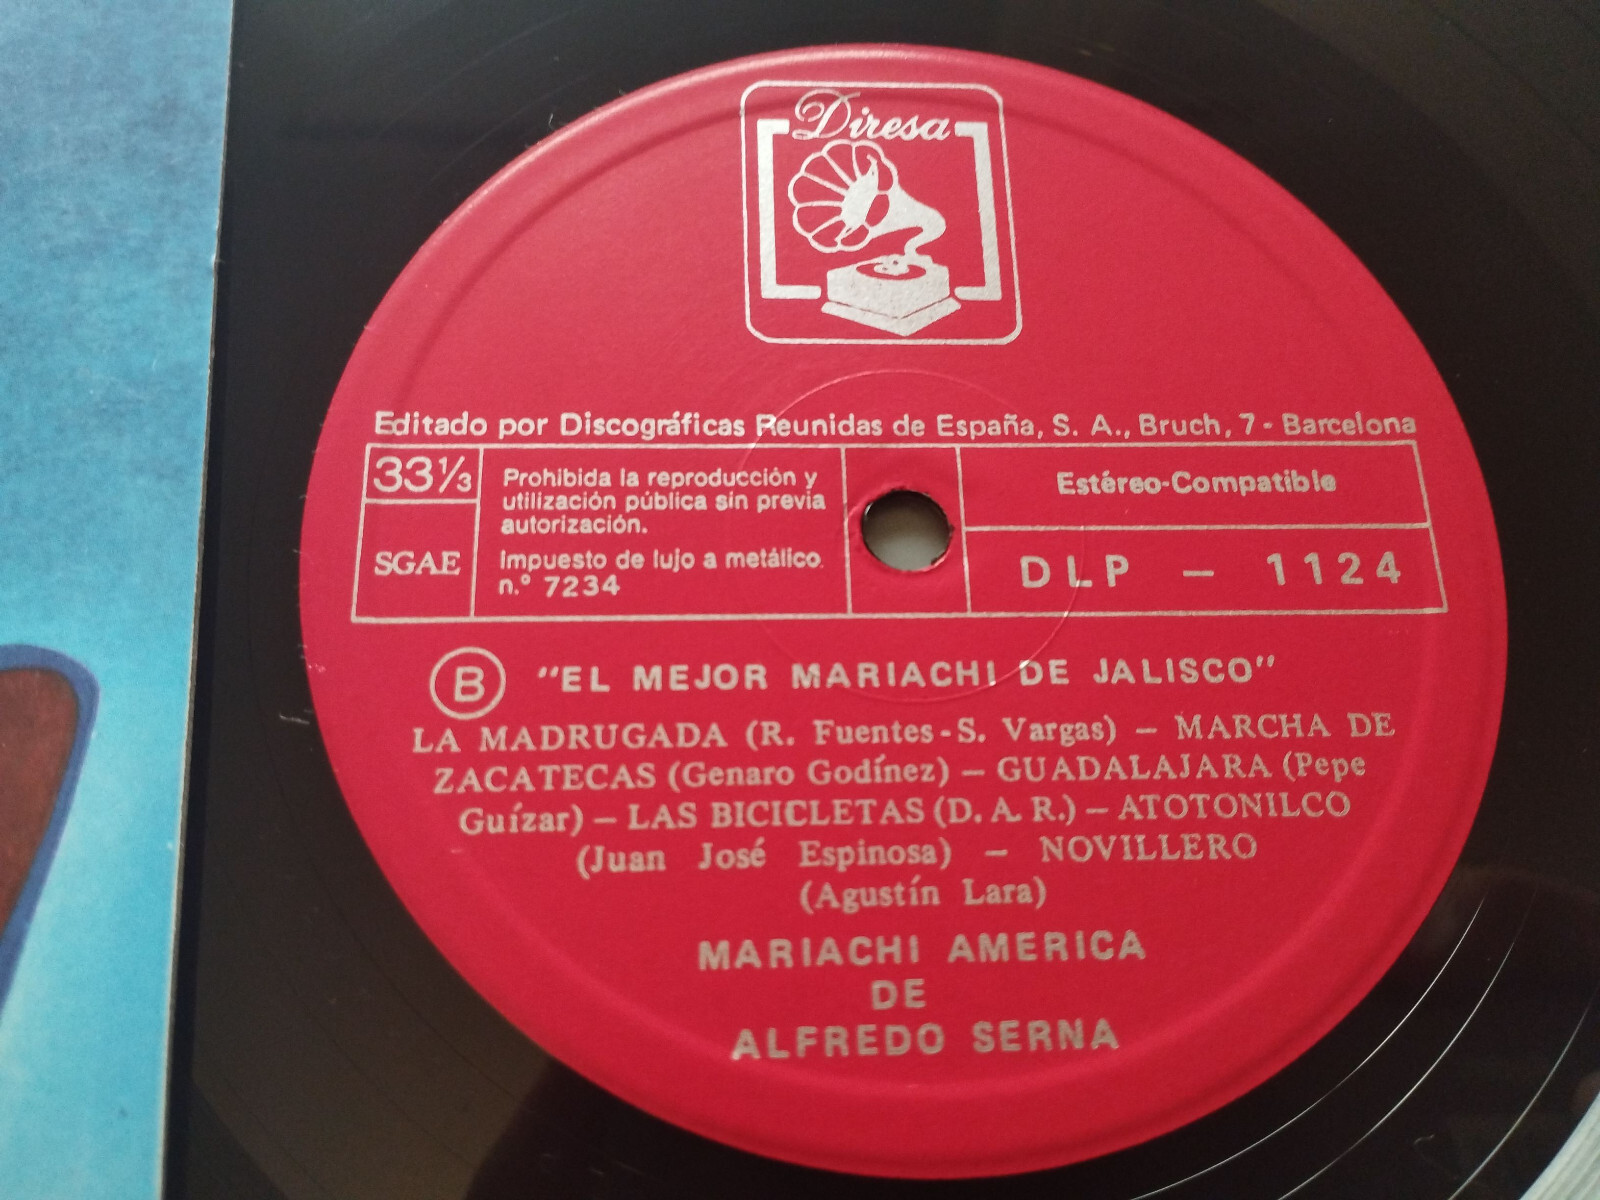 Diresa
Editado por Discográficas Reunidas de España, S. A., Bruch, 7 - Barcelona
33⅓
SGAE
Prohibida la reproducción y
utilización pública sin previa
autorización.
Impuesto de lujo a metálico.
n.º 7234
Estéreo-Compatible
DLP - 1124
B "EL MEJOR MARIACHI DE JALISCO"
LA MADRUGADA (R. Fuentes-S. Vargas) — MARCHA DE
ZACATECAS (Genaro Godínez) — GUADALAJARA (Pepe
Guízar) — LAS BICICLETAS (D. A. R.) — ATOTONILCO
(Juan José Espinosa) — NOVILLERO
(Agustín Lara)
MARIACHI AMERICA
DE
ALFREDO SERNA